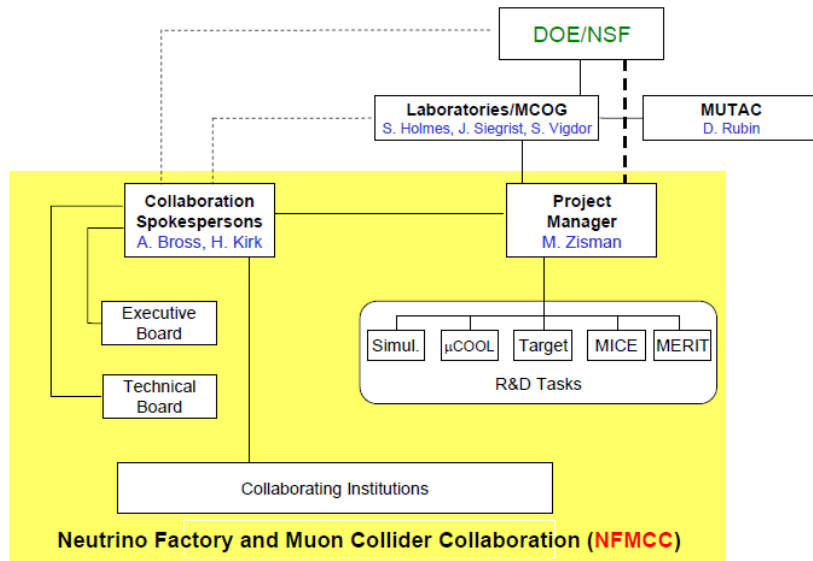 DOE/NSF
Laboratories/MCOG
S. Holmes, J. Siegrist, S. Vigdor
MUTAC
D. Rubin
Collaboration
Spokespersons
A. Bross, H. Kirk
Project
Manager
M. Zisman
Executive
Board
Technical
Board
Simul.
μCOOL
Target
MICE
MERIT
R&D Tasks
Collaborating Institutions
Neutrino Factory and Muon Collider Collaboration (NFMCC)